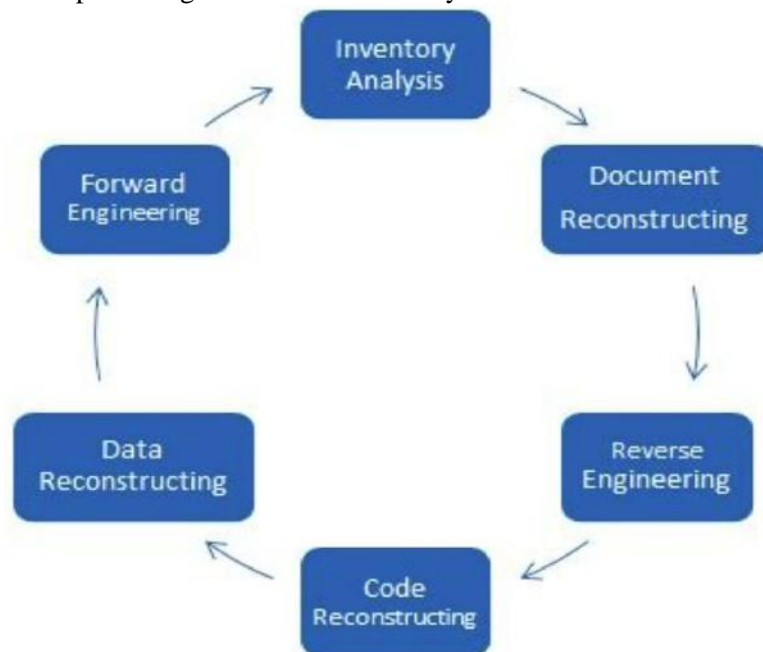 Inventory
Analysis
Document
Reconstructing
Reverse
Engineering
Code
Reconstructing
Data
Reconstructing
Forward
Engineering